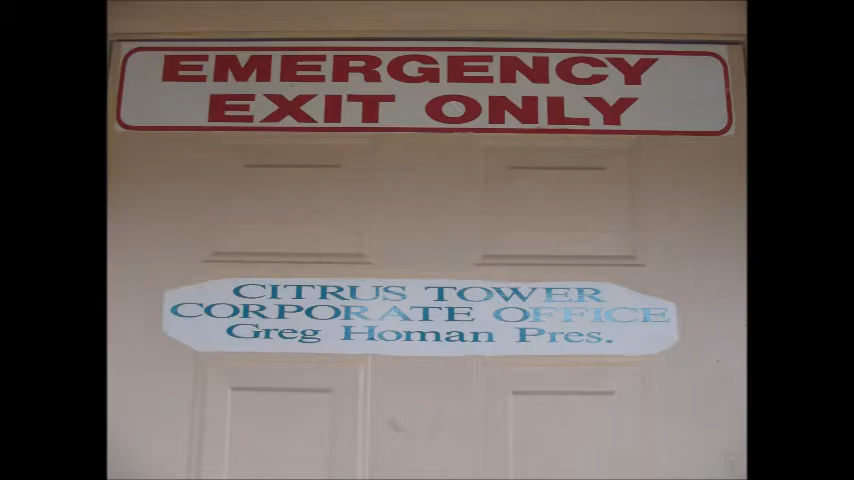 EMERGENCY
EXIT ONLY
CITRUS TOWER
CORPORATE OFFICE
Greg Homan Pres.